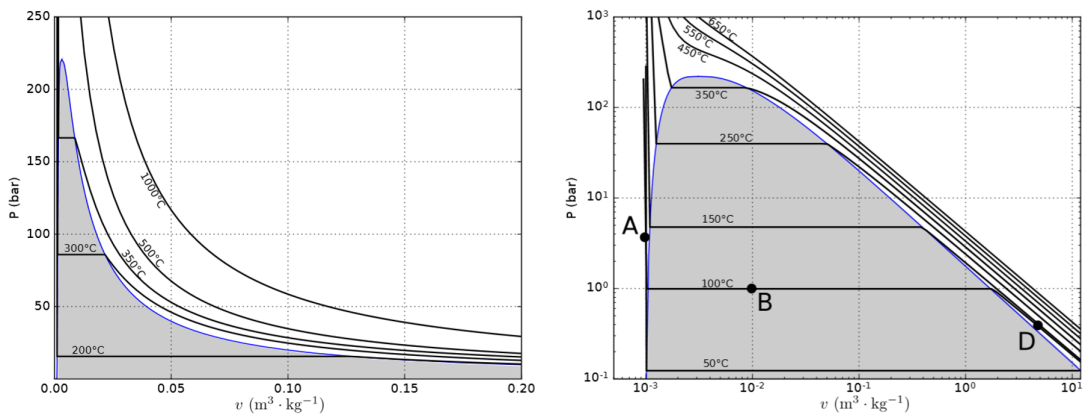 250
200
150
100
50
P (bar)
0.00
0.05
0.10
0.15
0.20
v (m³ · kg⁻¹)
1000°C
500°C
350°C
300°C
200°C
10³
10²
10¹
10⁰
10⁻¹
P (bar)
10⁻³
10⁻²
10⁻¹
10⁰
10¹
v (m³ · kg⁻¹)
650°C
550°C
450°C
350°C
250°C
150°C
100°C
50°C
A
B
D